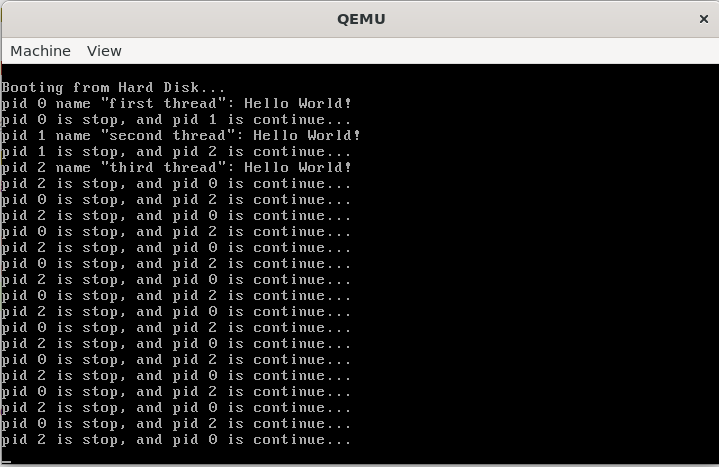 QEMU
×
Machine View
Booting from Hard Disk...
pid 0 name "first thread": Hello World!
pid 0 is stop, and pid 1 is continue...
pid 1 name "second thread": Hello World!
pid 1 is stop, and pid 2 is continue...
pid 2 name "third thread": Hello World!
pid 2 is stop, and pid 0 is continue...
pid 0 is stop, and pid 2 is continue...
pid 2 is stop, and pid 0 is continue...
pid 0 is stop, and pid 2 is continue...
pid 2 is stop, and pid 0 is continue...
pid 0 is stop, and pid 2 is continue...
pid 2 is stop, and pid 0 is continue...
pid 0 is stop, and pid 2 is continue...
pid 2 is stop, and pid 0 is continue...
pid 0 is stop, and pid 2 is continue...
pid 2 is stop, and pid 0 is continue...
pid 0 is stop, and pid 2 is continue...
pid 2 is stop, and pid 0 is continue...
pid 0 is stop, and pid 2 is continue...
pid 2 is stop, and pid 0 is continue...
pid 0 is stop, and pid 2 is continue...
pid 2 is stop, and pid 0 is continue...